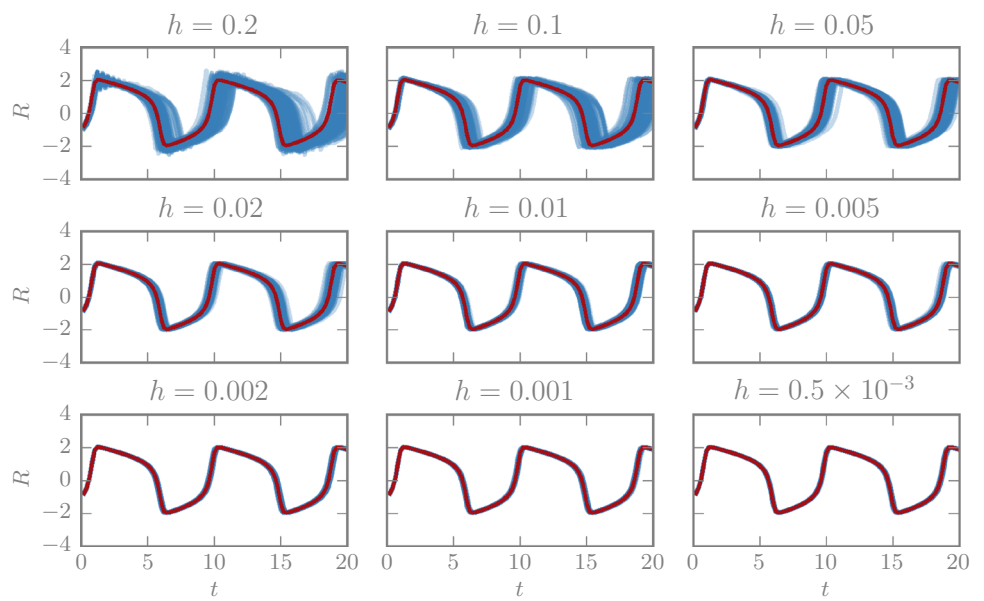 h = 0.2
h = 0.1
h = 0.05
4
2
0
−2
−4
R
h = 0.02
h = 0.01
h = 0.005
4
2
0
−2
−4
R
h = 0.002
h = 0.001
h = 0.5 × 10⁻³
4
2
0
−2
−4
R
0 5 10 15 20
0 5 10 15 20
0 5 10 15 20
t
t
t